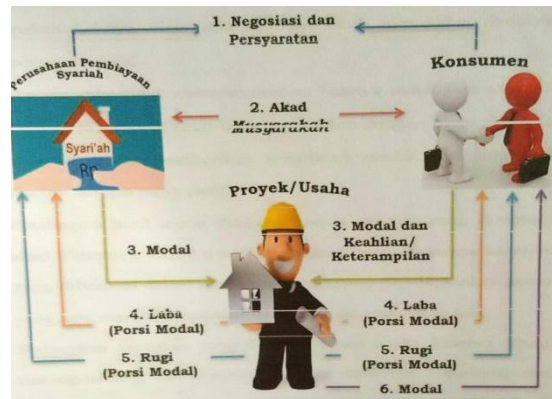 1. Negosiasi dan
Persyaratan
Perusahaan Pembiayaan
Syariah
Konsumen
2. Akad
Musyarakah
Syari'ah
Rp
Proyek/Usaha
3. Modal
3. Modal dan
Keahlian/
Keterampilan
4. Laba
(Porsi Modal)
4. Laba
(Porsi Modal)
5. Rugi
(Porsi Modal)
5. Rugi
(Porsi Modal)
6. Modal